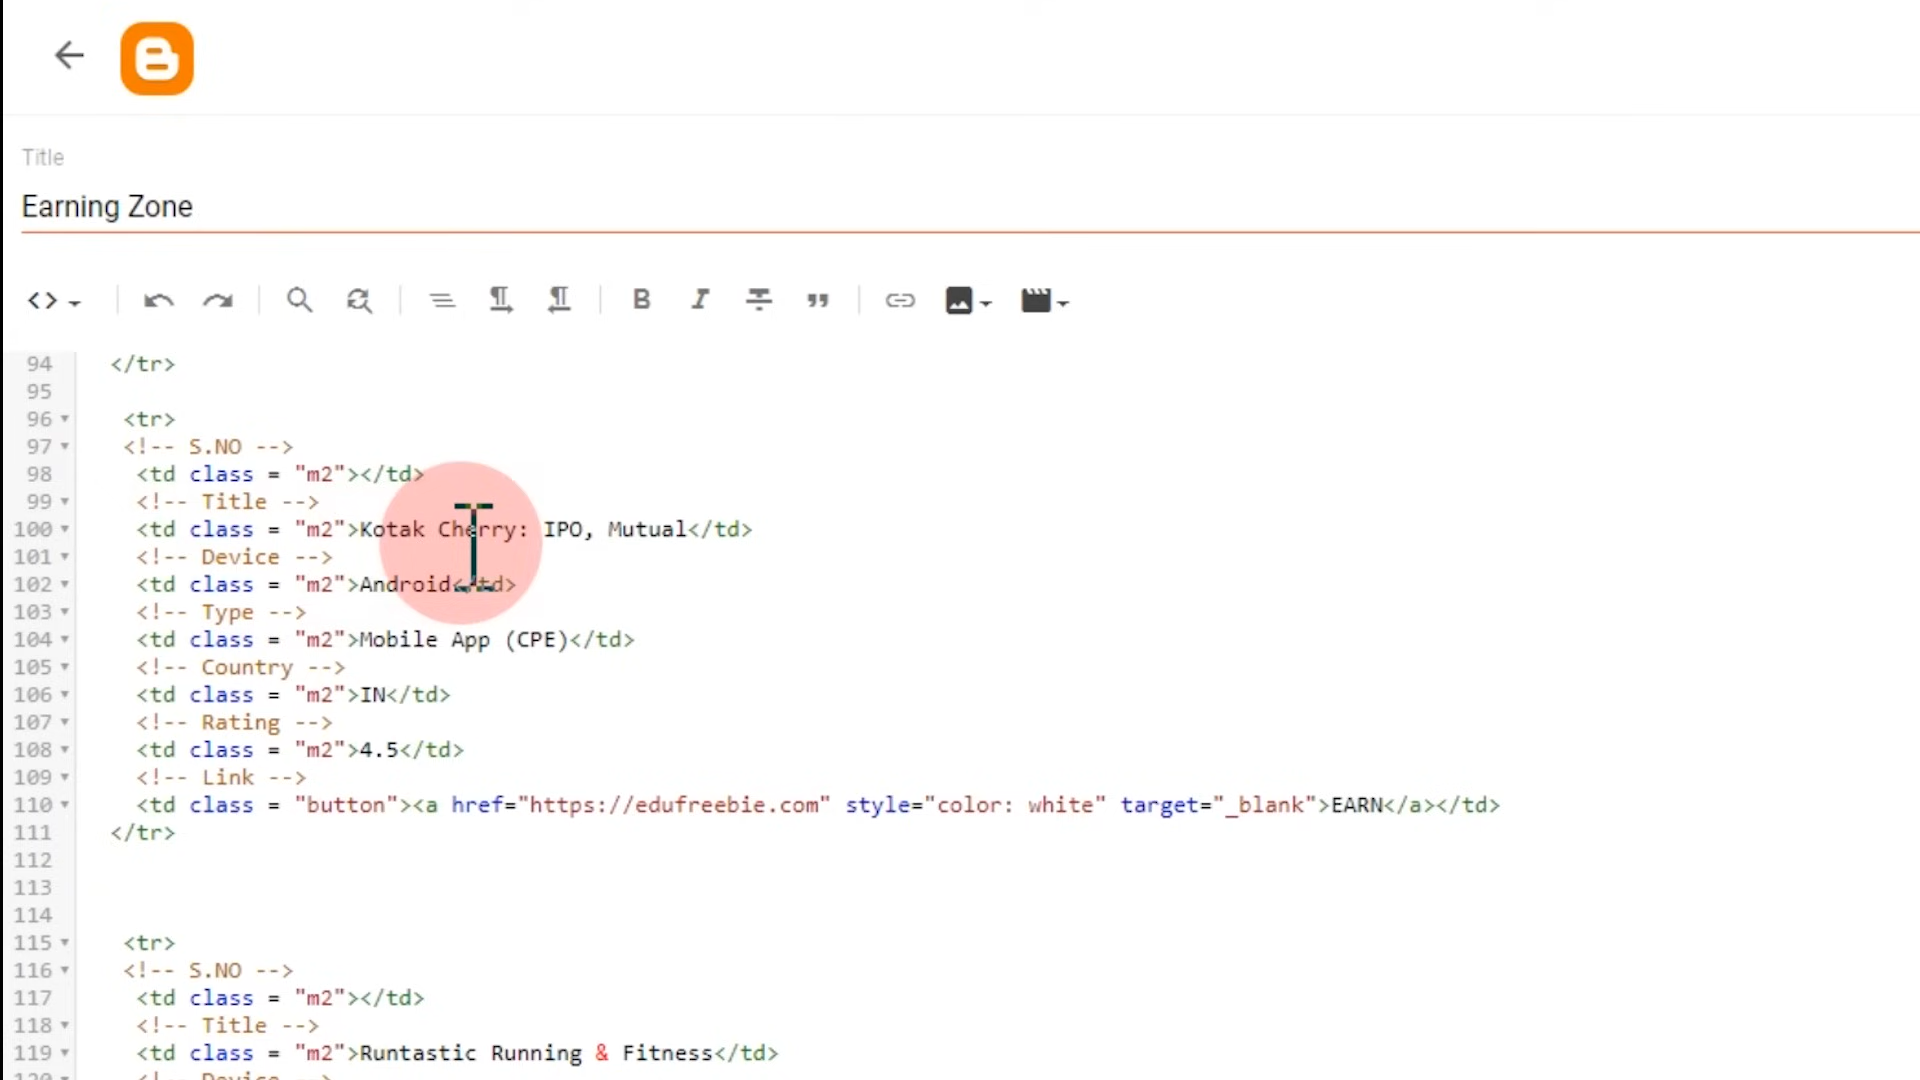 Title
Earning Zone
94 </tr>
95
96 <tr>
97 <!-- S.NO -->
98 <td class = "m2"></td>
99 <!-- Title -->
100 <td class = "m2">Kotak Cherry: IPO, Mutual</td>
101 <!-- Device -->
102 <td class = "m2">Android</td>
103 <!-- Type -->
104 <td class = "m2">Mobile App (CPE)</td>
105 <!-- Country -->
106 <td class = "m2">IN</td>
107 <!-- Rating -->
108 <td class = "m2">4.5</td>
109 <!-- Link -->
110 <td class = "button"><a href="https://edufreebie.com" style="color: white" target="_blank">EARN</a></td>
111 </tr>
112
113
114
115 <tr>
116 <!-- S.NO -->
117 <td class = "m2"></td>
118 <!-- Title -->
119 <td class = "m2">Runtastic Running & Fitness</td>
120 <!-- Device -->